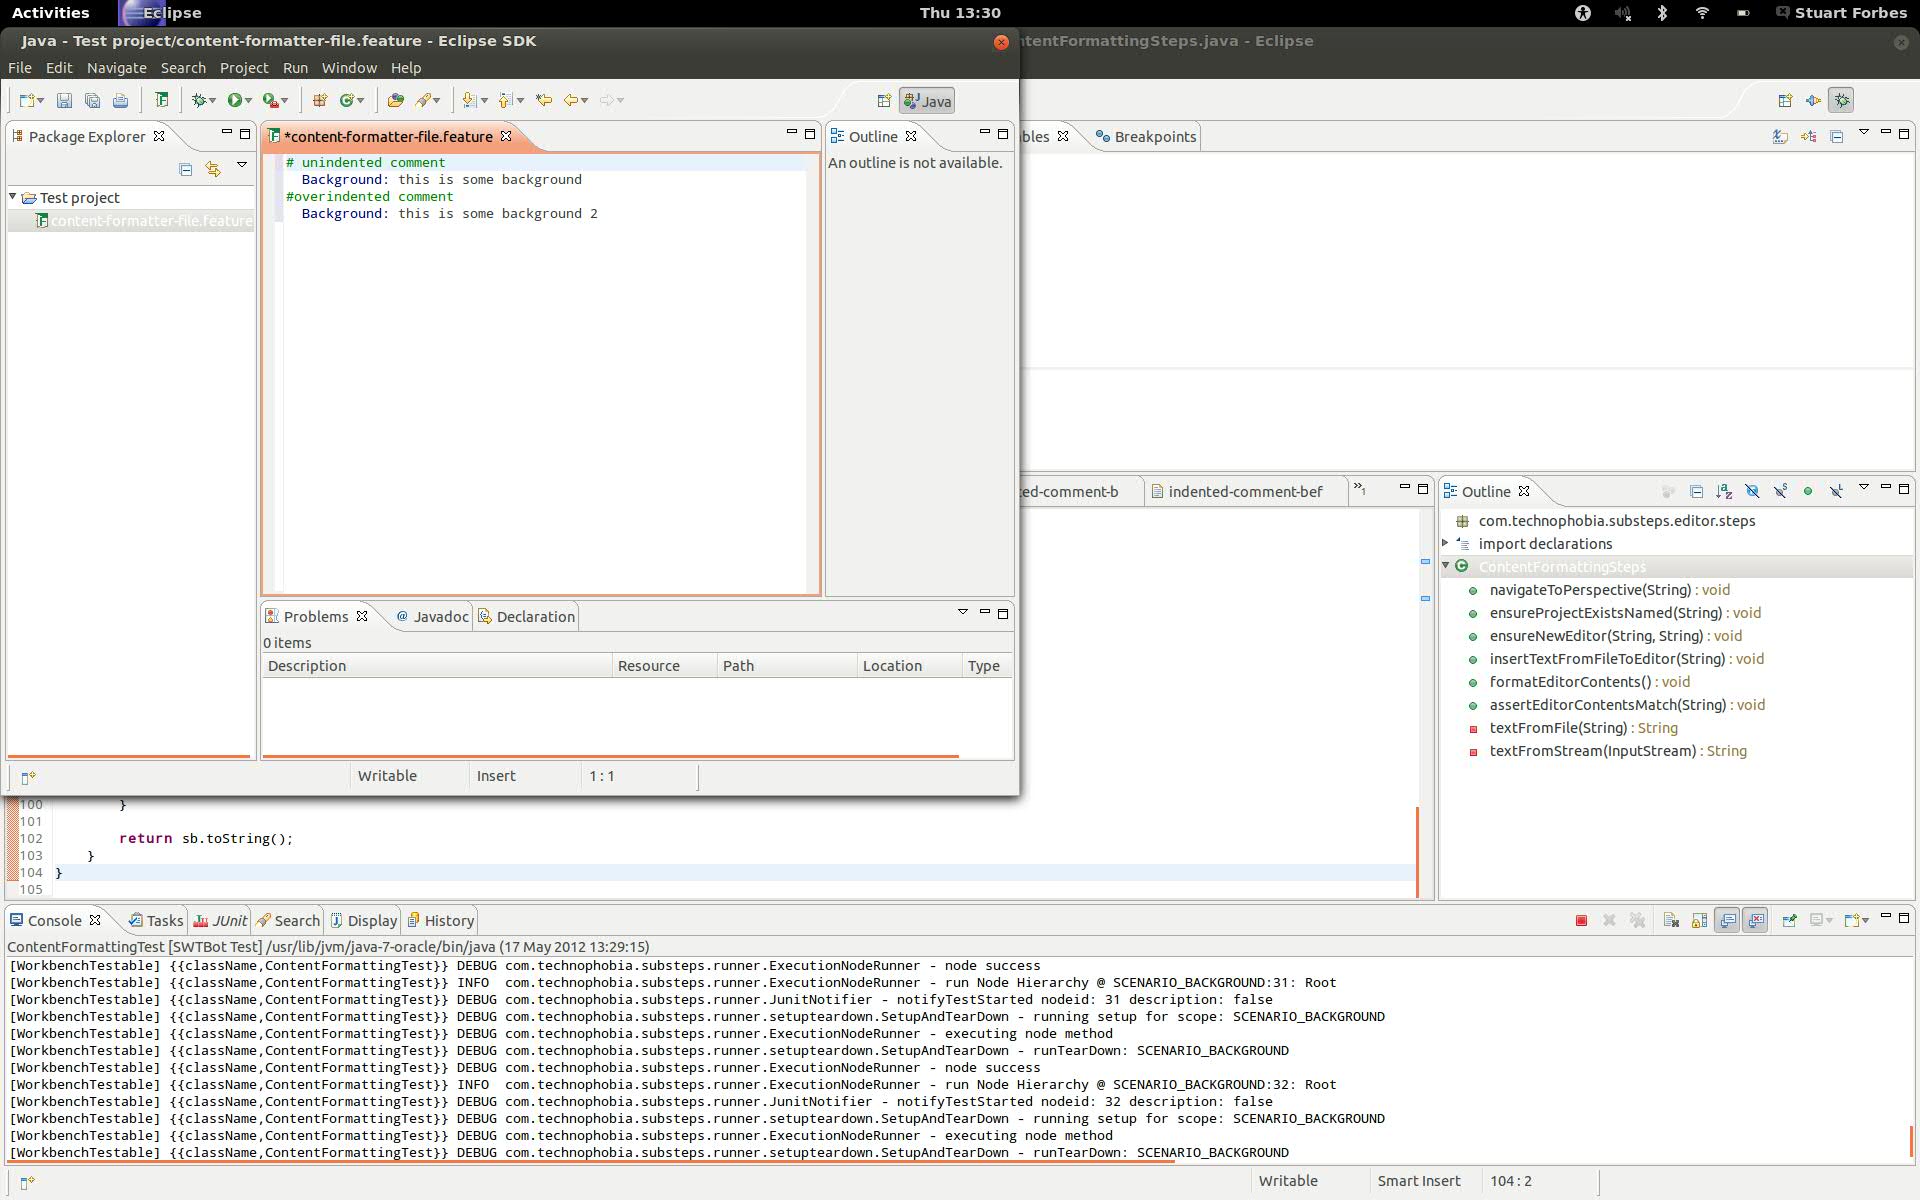 Activities Eclipse Thu 13:30 Stuart Forbes
Java - Test project/content-formatter-file.feature - Eclipse SDK
ntentFormattingSteps.java - Eclipse
File Edit Navigate Search Project Run Window Help
Java
Package Explorer
*content-formatter-file.feature
Outline
bles
Breakpoints
# unindented comment
Background: this is some background
#overindented comment
Background: this is some background 2
An outline is not available.
Test project
content-formatter-file.feature
ted-comment-b
indented-comment-bef
»1
Outline
com.technophobia.substeps.editor.steps
import declarations
ContentFormattingSteps
navigateToPerspective(String) : void
ensureProjectExistsNamed(String) : void
ensureNewEditor(String, String) : void
insertTextFromFileToEditor(String) : void
formatEditorContents() : void
assertEditorContentsMatch(String) : void
textFromFile(String) : String
textFromStream(InputStream) : String
Problems @ Javadoc Declaration
0 items
Description Resource Path Location Type
Writable Insert 1 : 1
100 }
101
102 return sb.toString();
103 }
104 }
105
Console Tasks JUnit Search Display History
ContentFormattingTest [SWTBot Test] /usr/lib/jvm/java-7-oracle/bin/java (17 May 2012 13:29:15)
[WorkbenchTestable] {{className,ContentFormattingTest}} DEBUG com.technophobia.substeps.runner.ExecutionNodeRunner - node success
[WorkbenchTestable] {{className,ContentFormattingTest}} INFO  com.technophobia.substeps.runner.ExecutionNodeRunner - run Node Hierarchy @ SCENARIO_BACKGROUND:31: Root
[WorkbenchTestable] {{className,ContentFormattingTest}} DEBUG com.technophobia.substeps.runner.JunitNotifier - notifyTestStarted nodeid: 31 description: false
[WorkbenchTestable] {{className,ContentFormattingTest}} DEBUG com.technophobia.substeps.runner.setupteardown.SetupAndTearDown - running setup for scope: SCENARIO_BACKGROUND
[WorkbenchTestable] {{className,ContentFormattingTest}} DEBUG com.technophobia.substeps.runner.ExecutionNodeRunner - executing node method
[WorkbenchTestable] {{className,ContentFormattingTest}} DEBUG com.technophobia.substeps.runner.setupteardown.SetupAndTearDown - runTearDown: SCENARIO_BACKGROUND
[WorkbenchTestable] {{className,ContentFormattingTest}} DEBUG com.technophobia.substeps.runner.ExecutionNodeRunner - node success
[WorkbenchTestable] {{className,ContentFormattingTest}} INFO  com.technophobia.substeps.runner.ExecutionNodeRunner - run Node Hierarchy @ SCENARIO_BACKGROUND:32: Root
[WorkbenchTestable] {{className,ContentFormattingTest}} DEBUG com.technophobia.substeps.runner.JunitNotifier - notifyTestStarted nodeid: 32 description: false
[WorkbenchTestable] {{className,ContentFormattingTest}} DEBUG com.technophobia.substeps.runner.setupteardown.SetupAndTearDown - running setup for scope: SCENARIO_BACKGROUND
[WorkbenchTestable] {{className,ContentFormattingTest}} DEBUG com.technophobia.substeps.runner.ExecutionNodeRunner - executing node method
[WorkbenchTestable] {{className,ContentFormattingTest}} DEBUG com.technophobia.substeps.runner.setupteardown.SetupAndTearDown - runTearDown: SCENARIO_BACKGROUND
Writable Smart Insert 104 : 2